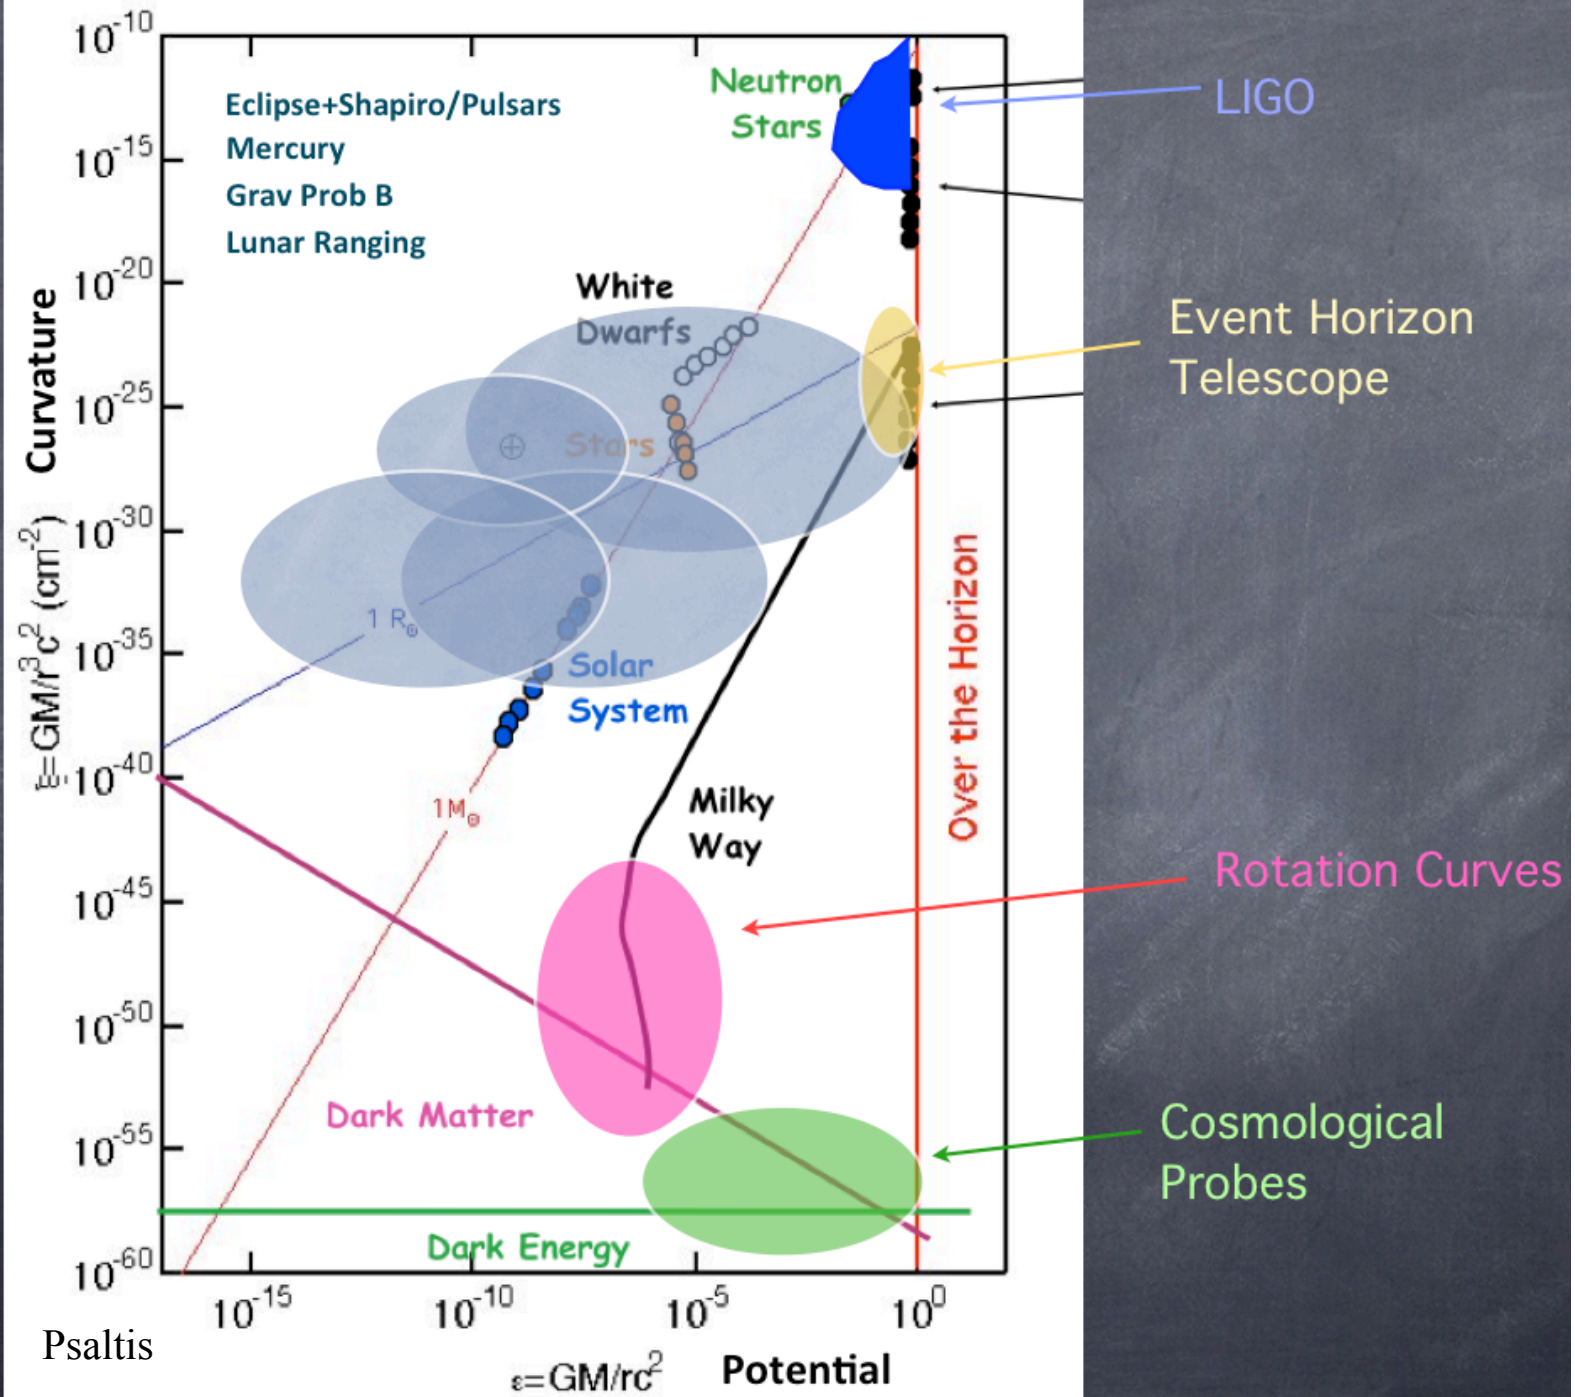 10^-10
10^-15
10^-20
10^-25
10^-30
10^-35
10^-40
10^-45
10^-50
10^-55
10^-60
Curvature
ξ=GM/r^3c^2 (cm^-2)
Eclipse+Shapiro/Pulsars
Mercury
Grav Prob B
Lunar Ranging
Neutron
Stars
White
Dwarfs
Stars
1 R⊙
Solar
System
1M⊙
Milky
Way
Over the Horizon
Dark Matter
Dark Energy
LIGO
Event Horizon
Telescope
Rotation Curves
Cosmological
Probes
10^-15
10^-10
10^-5
10^0
Psaltis
ε=GM/rc^2 Potential